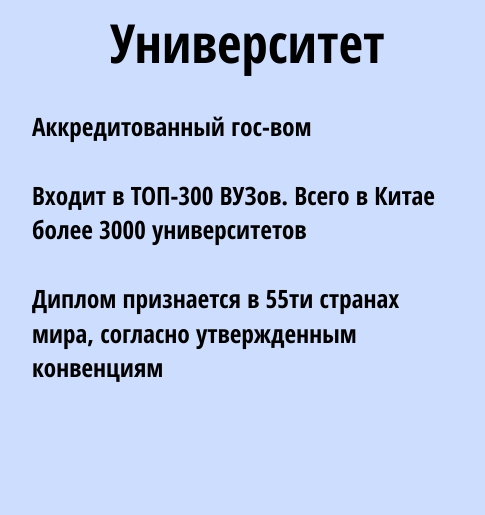 Университет
Аккредитованный гос-вом
Входит в ТОП-300 ВУЗов. Всего в Китае
более 3000 университетов
Диплом признается в 55ти странах
мира, согласно утвержденным
конвенциям